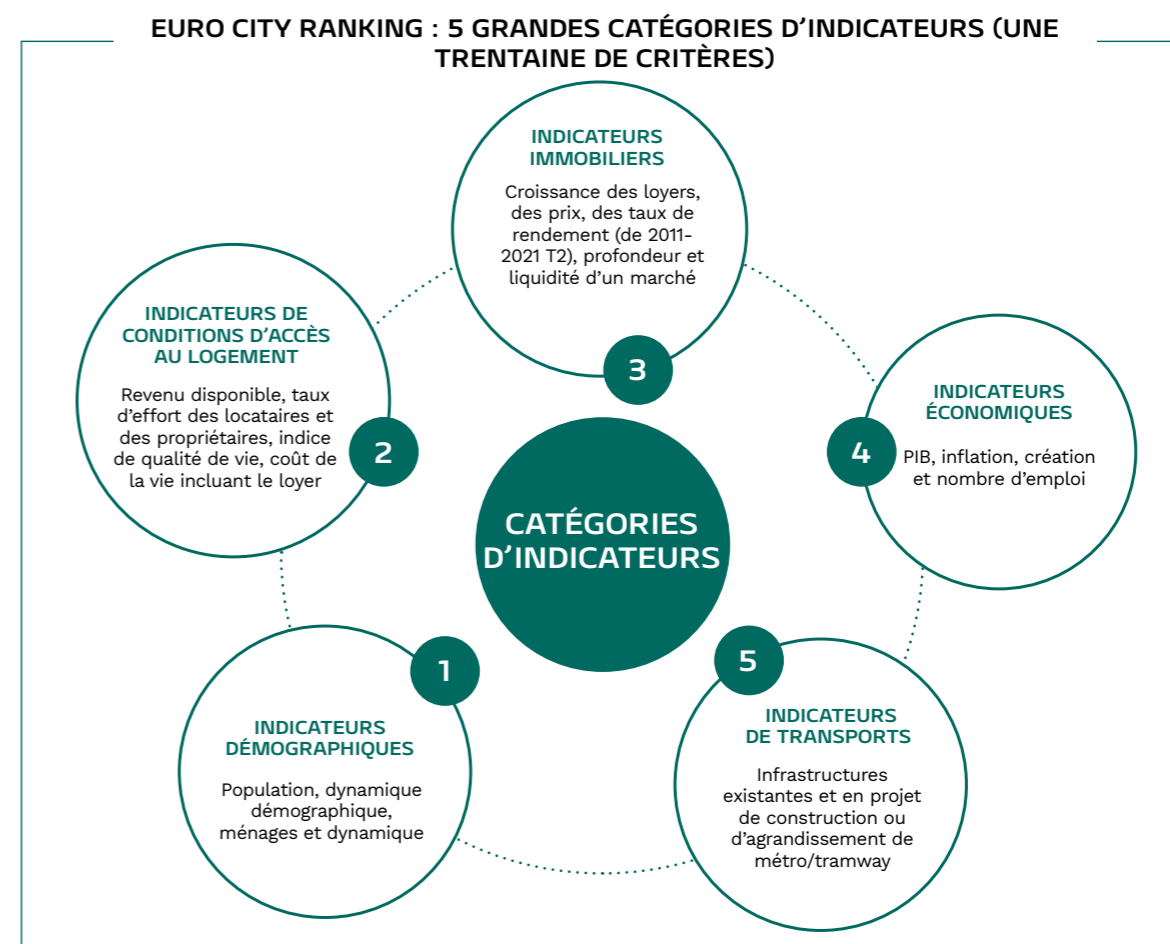 EURO CITY RANKING : 5 GRANDES CATÉGORIES D'INDICATEURS (UNE
TRENTAINE DE CRITÈRES)
INDICATEURS
IMMOBILIERS
Croissance des loyers,
des prix, des taux de
rendement (de 2011-
2021 T2), profondeur et
liquidité d'un marché
3
INDICATEURS DE
CONDITIONS D'ACCÈS
AU LOGEMENT
Revenu disponible, taux
d'effort des locataires et
des propriétaires, indice
de qualité de vie, coût de
la vie incluant le loyer
2
INDICATEURS
ÉCONOMIQUES
4
PIB, inflation, création
et nombre d'emploi
CATÉGORIES
D'INDICATEURS
1
INDICATEURS
DÉMOGRAPHIQUES
Population, dynamique
démographique,
ménages et dynamique
5
INDICATEURS
DE TRANSPORTS
Infrastructures
existantes et en projet
de construction ou
d'agrandissement de
métro/tramway